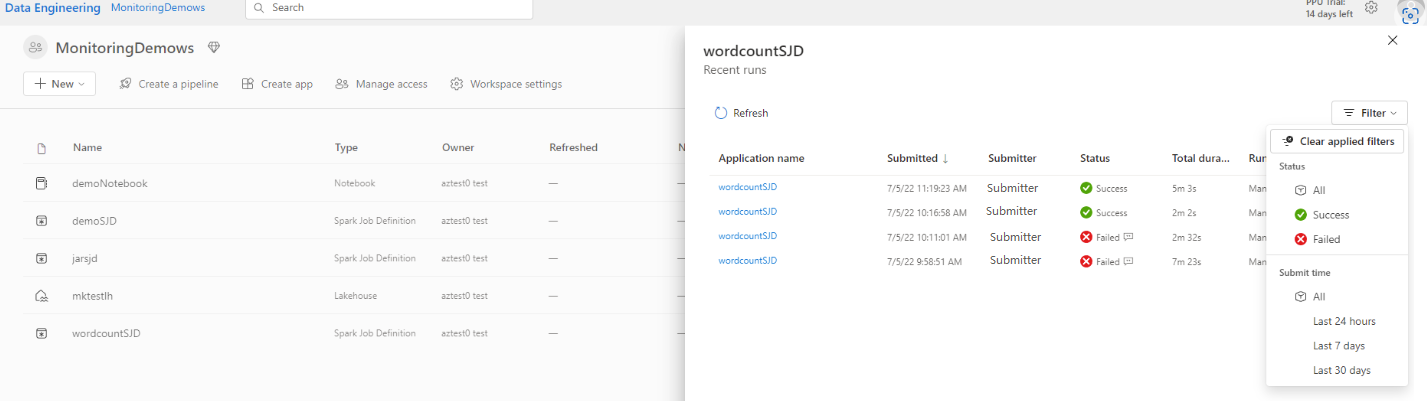 Data Engineering MonitoringDemows Search PPU Trial:
14 days left
MonitoringDemows
New Create a pipeline Create app Manage access Workspace settings
Name Type Owner Refreshed N
demoNotebook Notebook aztest0 test —
demoSJD Spark Job Definition aztest0 test —
jarsjd Spark Job Definition aztest0 test —
mktestlh Lakehouse aztest0 test —
wordcountSJD Spark Job Definition aztest0 test —
wordcountSJD
Recent runs
Refresh Filter
Application name Submitted ↓ Submitter Status Total dura... Run
wordcountSJD 7/5/22 11:19:23 AM Submitter Success 5m 3s Man
wordcountSJD 7/5/22 10:16:58 AM Submitter Success 2m 2s Man
wordcountSJD 7/5/22 10:11:01 AM Submitter Failed 2m 32s Man
wordcountSJD 7/5/22 9:58:51 AM Submitter Failed 7m 23s Man
Clear applied filters
Status
All
Success
Failed
Submit time
All
Last 24 hours
Last 7 days
Last 30 days